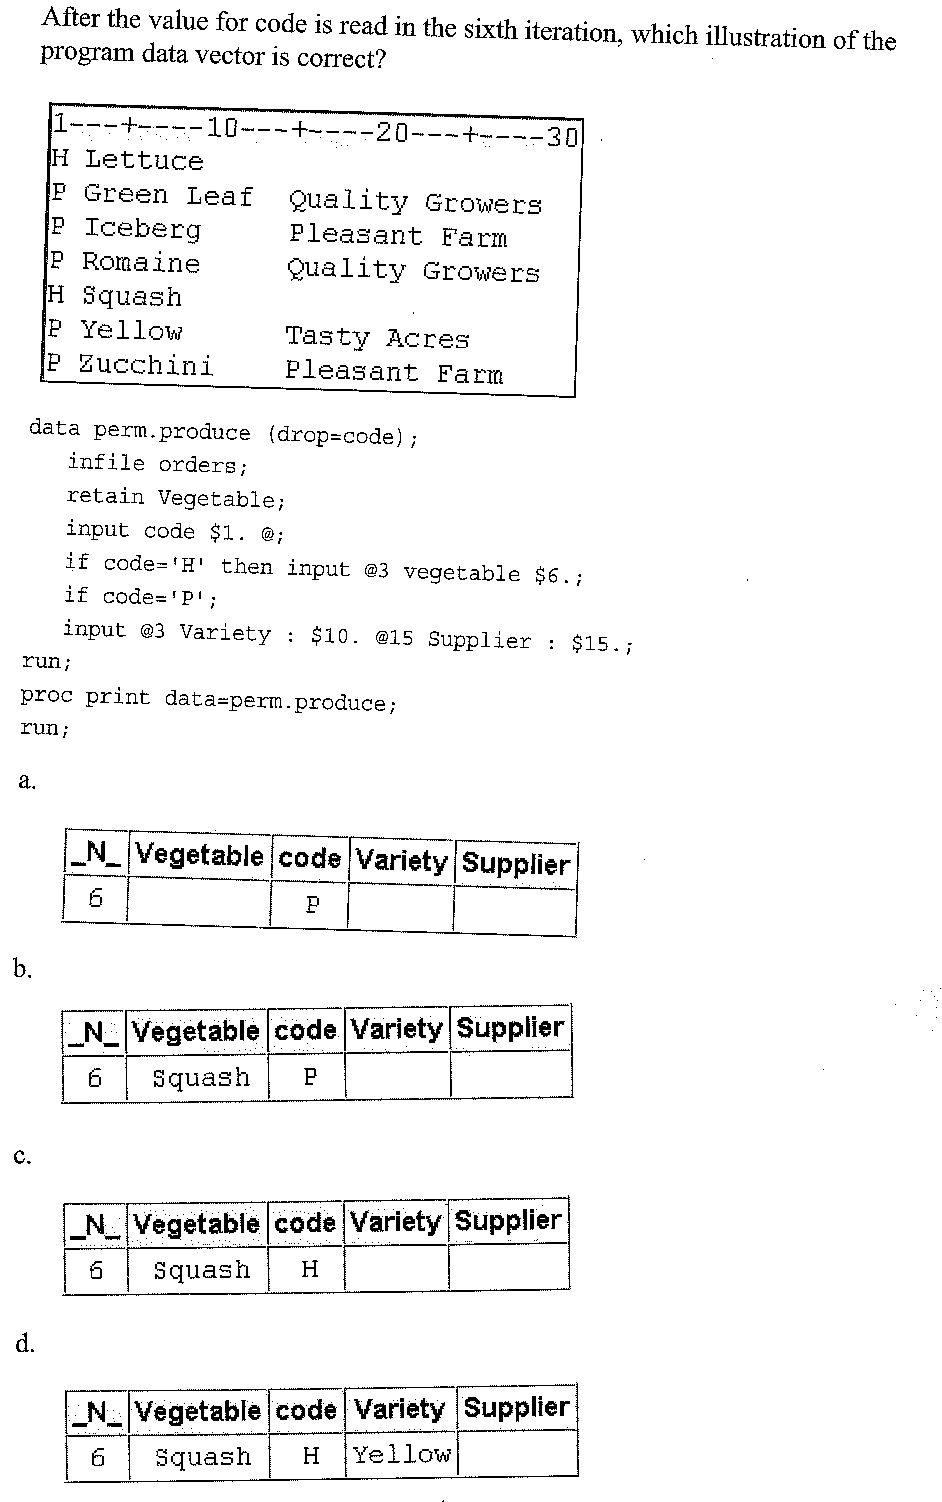 After the value for code is read in the sixth iteration, which illustration of the
program data vector is correct?
1---+----10---+----20---+----30
H Lettuce
P Green Leaf  Quality Growers
P Iceberg     Pleasant Farm
P Romaine     Quality Growers
H Squash
P Yellow      Tasty Acres
P Zucchini    Pleasant Farm
data perm.produce (drop=code);
infile orders;
retain Vegetable;
input code $1. @;
if code='H' then input @3 vegetable $6.;
if code='P';
input @3 Variety : $10. @15 Supplier : $15.;
run;
proc print data=perm.produce;
run;
a.
_N_ Vegetable code Variety Supplier
6 P
b.
_N_ Vegetable code Variety Supplier
6 Squash P
c.
_N_ Vegetable code Variety Supplier
6 Squash H
d.
_N_ Vegetable code Variety Supplier
6 Squash H Yellow